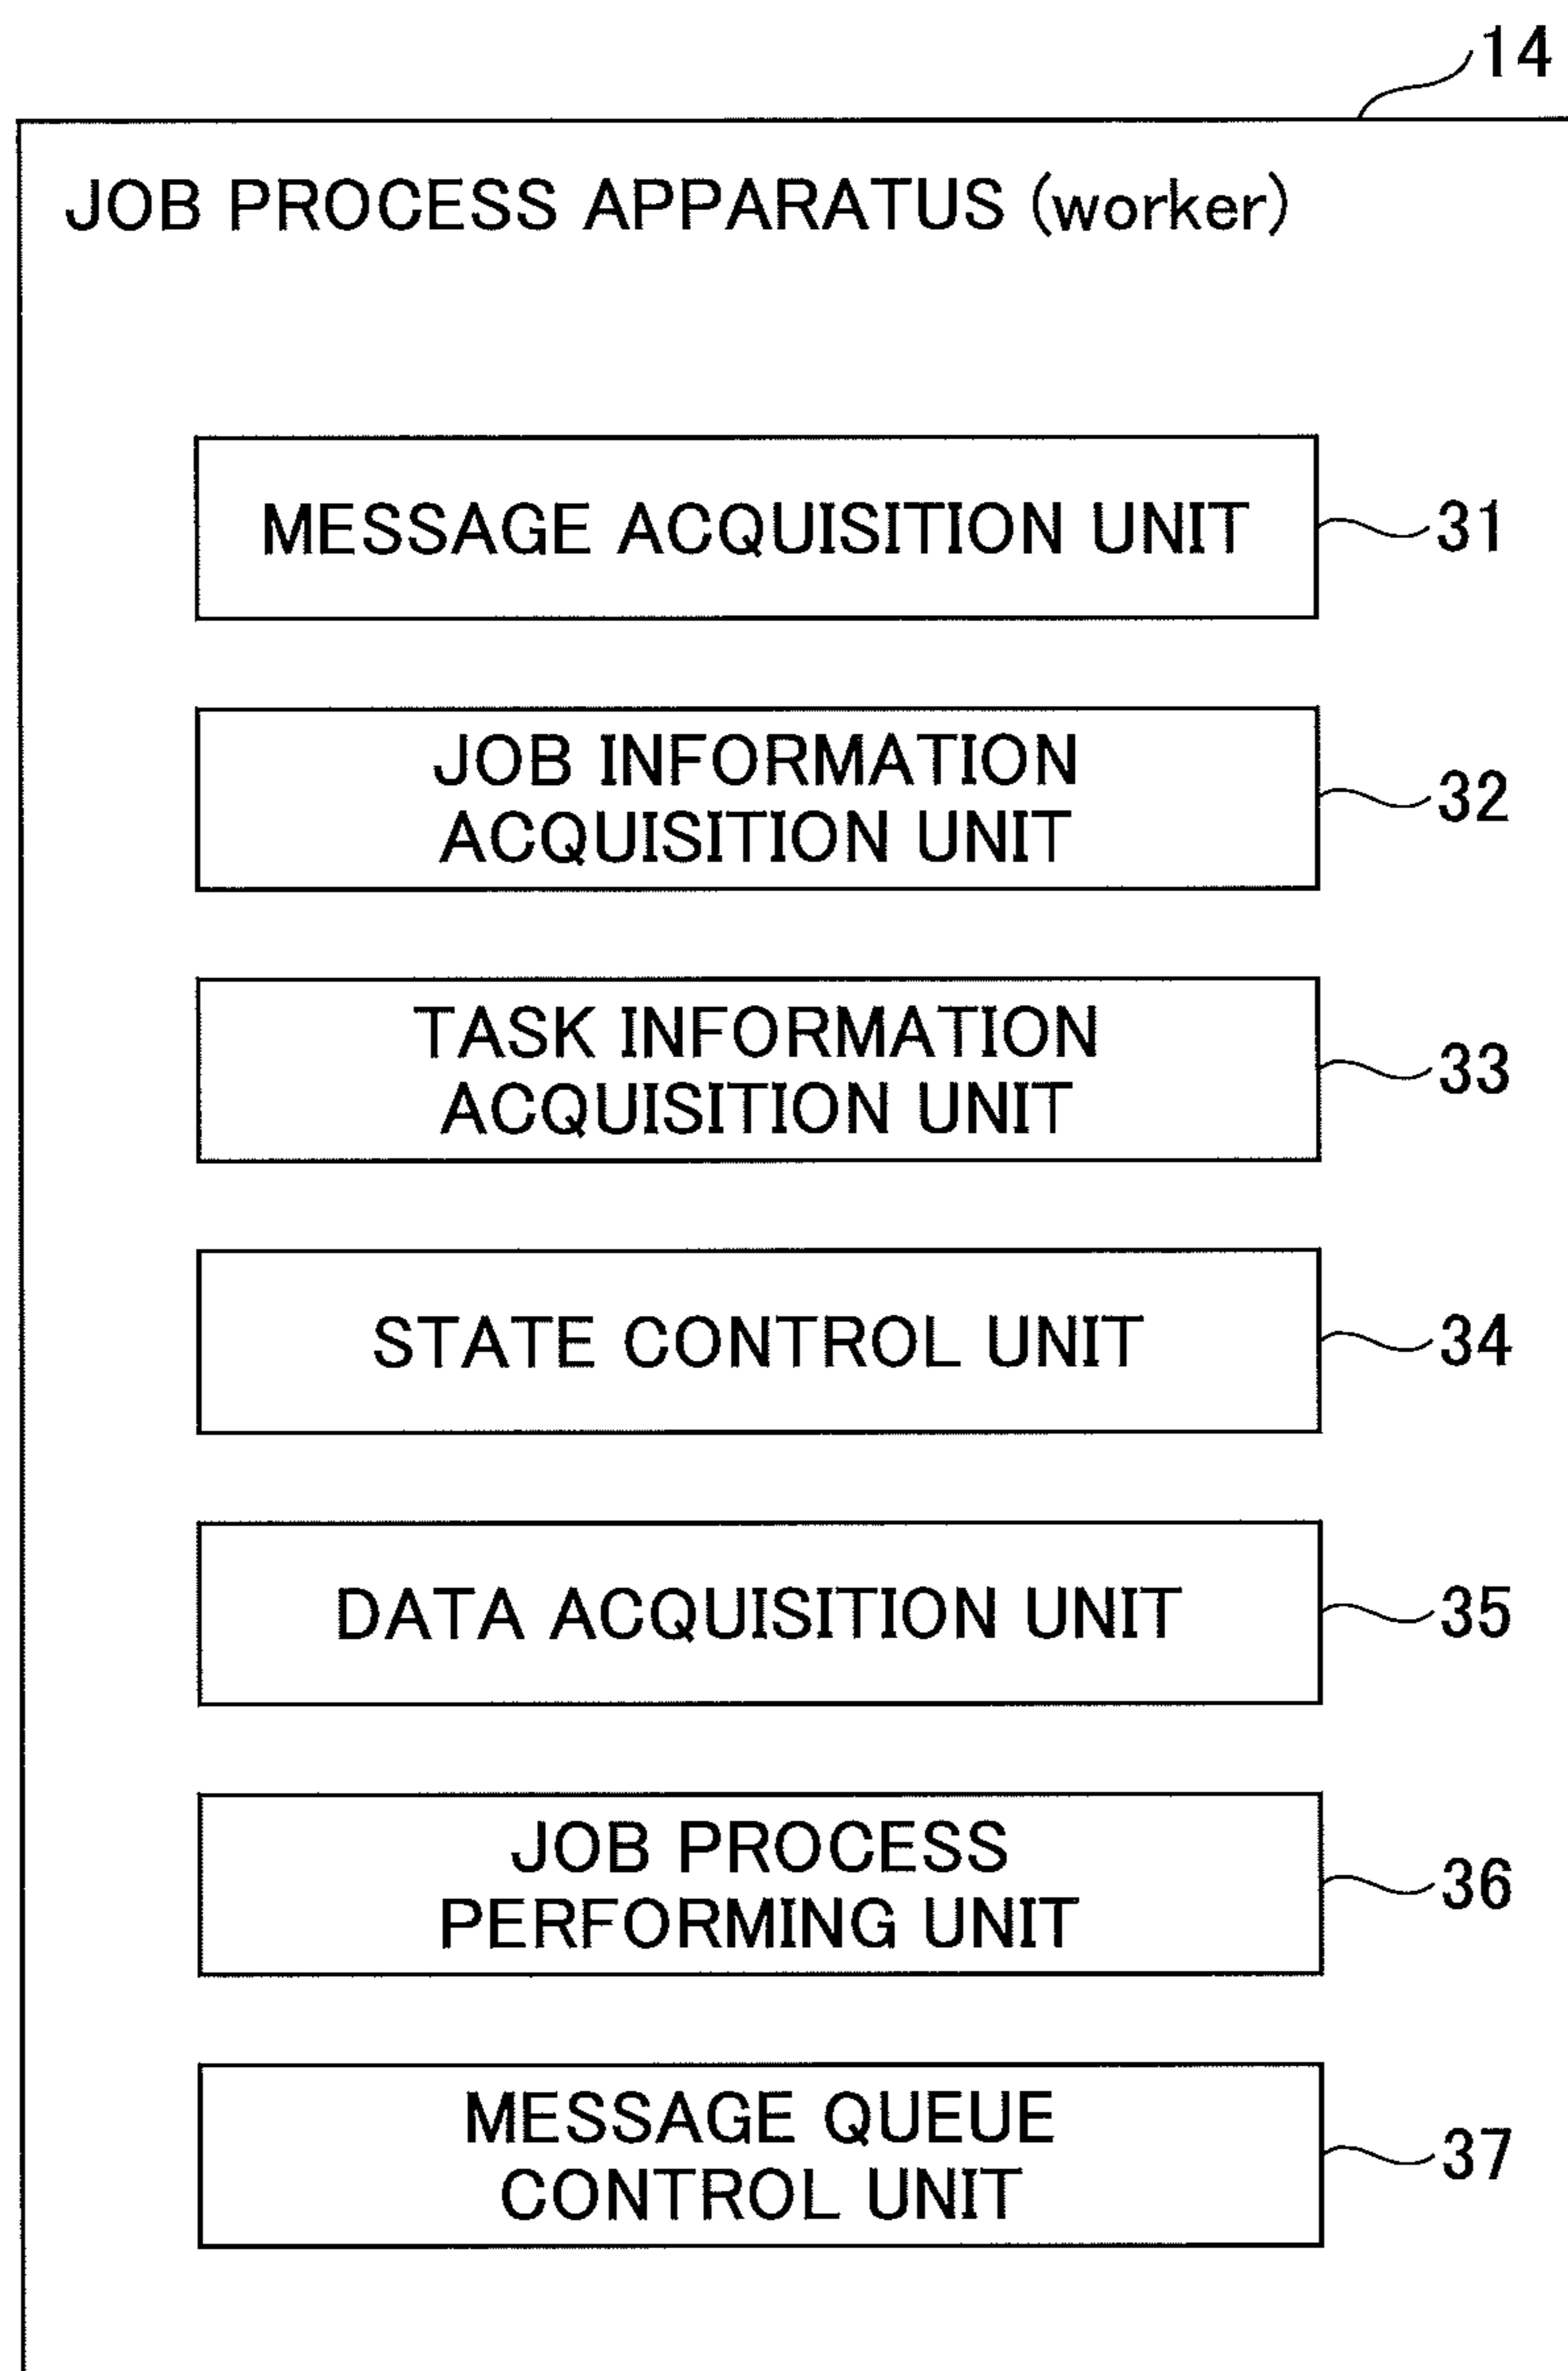 14
JOB PROCESS APPARATUS (worker)
MESSAGE ACQUISITION UNIT
31
JOB INFORMATION
ACQUISITION UNIT
32
TASK INFORMATION
ACQUISITION UNIT
33
STATE CONTROL UNIT
34
DATA ACQUISITION UNIT
35
JOB PROCESS
PERFORMING UNIT
36
MESSAGE QUEUE
CONTROL UNIT
37